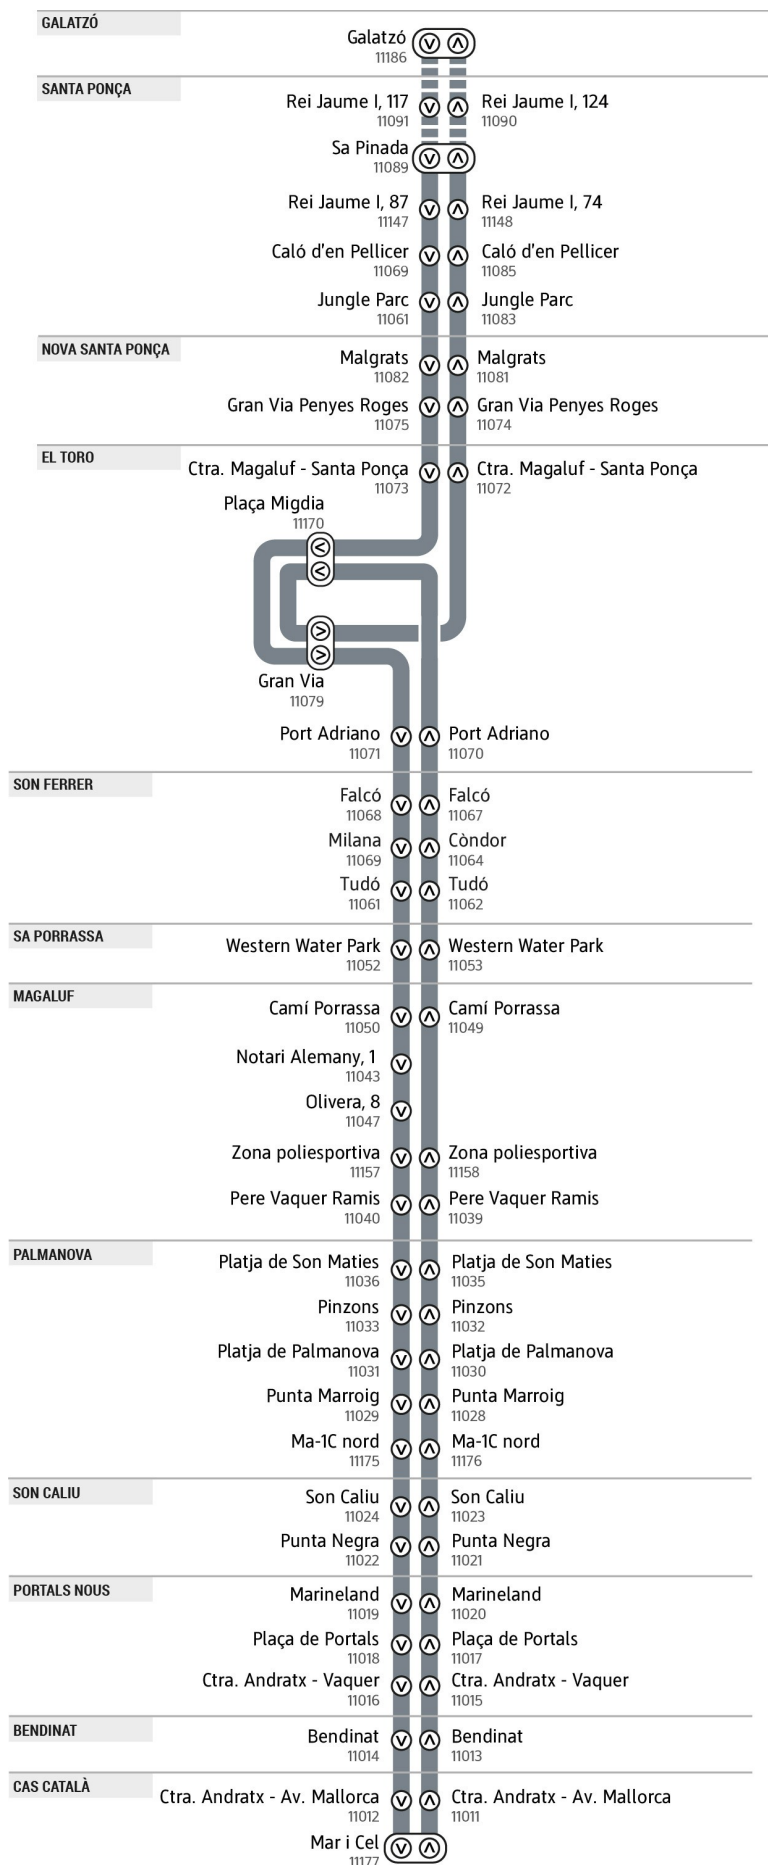 GALATZÓ
Galatzó
11186
SANTA PONÇA
Rei Jaume I, 117 Rei Jaume I, 124
11091 11090
Sa Pinada
11089
Rei Jaume I, 87 Rei Jaume I, 74
11147 11148
Caló d'en Pellicer Caló d'en Pellicer
11069 11085
Jungle Parc Jungle Parc
11061 11083
NOVA SANTA PONÇA
Malgrats Malgrats
11082 11081
Gran Via Penyes Roges Gran Via Penyes Roges
11075 11074
EL TORO
Ctra. Magaluf - Santa Ponça Ctra. Magaluf - Santa Ponça
11073 11072
Plaça Migdia
11170
Gran Via
11079
Port Adriano Port Adriano
11071 11070
SON FERRER
Falcó Falcó
11068 11067
Milana Còndor
11069 11064
Tudó Tudó
11061 11062
SA PORRASSA
Western Water Park Western Water Park
11052 11053
MAGALUF
Camí Porrassa Camí Porrassa
11050 11049
Notari Alemany, 1
11043
Olivera, 8
11047
Zona poliesportiva Zona poliesportiva
11157 11158
Pere Vaquer Ramis Pere Vaquer Ramis
11040 11039
PALMANOVA
Platja de Son Maties Platja de Son Maties
11036 11035
Pinzons Pinzons
11033 11032
Platja de Palmanova Platja de Palmanova
11031 11030
Punta Marroig Punta Marroig
11029 11028
Ma-1C nord Ma-1C nord
11175 11176
SON CALIU
Son Caliu Son Caliu
11024 11023
Punta Negra Punta Negra
11022 11021
PORTALS NOUS
Marineland Marineland
11019 11020
Plaça de Portals Plaça de Portals
11018 11017
Ctra. Andratx - Vaquer Ctra. Andratx - Vaquer
11016 11015
BENDINAT
Bendinat Bendinat
11014 11013
CAS CATALÀ
Ctra. Andratx - Av. Mallorca Ctra. Andratx - Av. Mallorca
11012 11011
Mar i Cel
11177